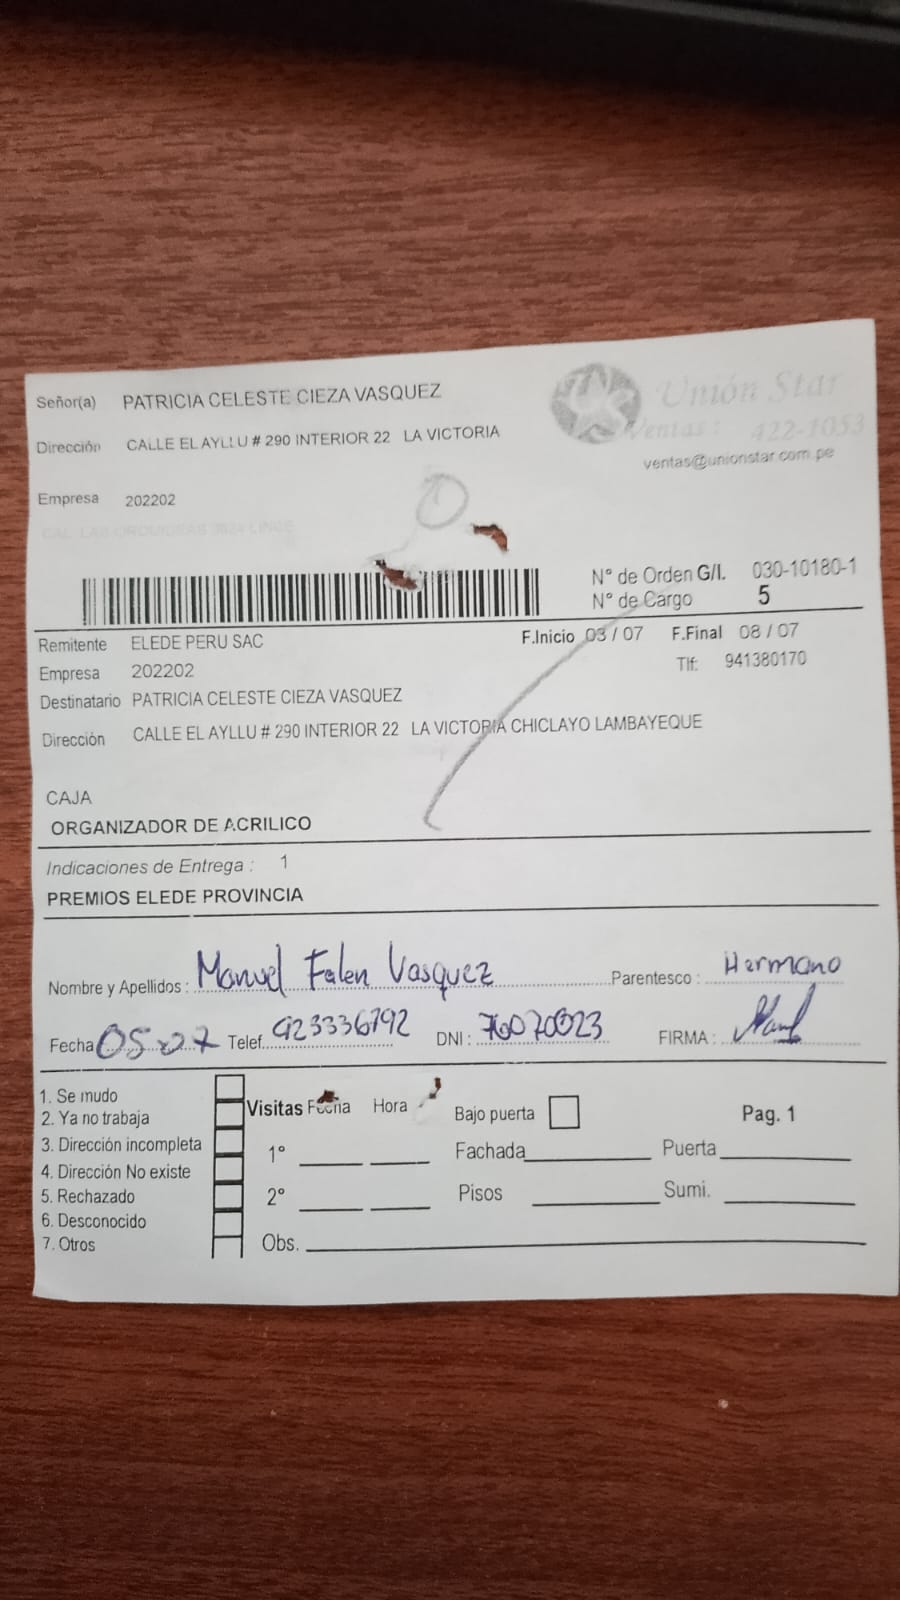 Señor(a) PATRICIA CELESTE CIEZA VASQUEZ
Unión Star
Dirección CALLE EL AYLLU # 290 INTERIOR 22 LA VICTORIA
Ventas: 422-1053
ventas@unionstar.com.pe
Empresa 202202
CAL. LAS ORQUIDEAS LINCE
N° de Orden G/I. 030-10180-1
N° de Cargo 5
Remitente ELEDE PERU SAC
F.Inicio 03 / 07 F.Final 08 / 07
Empresa 202202
Tlf: 941380170
Destinatario PATRICIA CELESTE CIEZA VASQUEZ
Dirección CALLE EL AYLLU # 290 INTERIOR 22 LA VICTORIA CHICLAYO LAMBAYEQUE
CAJA
ORGANIZADOR DE ACRILICO
Indicaciones de Entrega : 1
PREMIOS ELEDE PROVINCIA
Nombre y Apellidos : Manuel Falen Vasquez Parentesco : Hermano
Fecha 05-07 Telef. 923336792 DNI : 76070823 FIRMA :
1. Se mudo
2. Ya no trabaja
3. Dirección incompleta
4. Dirección No existe
5. Rechazado
6. Desconocido
7. Otros
Visitas Fecha Hora
1°
2°
Obs.
Bajo puerta
Pag. 1
Fachada Puerta
Pisos Sumi.